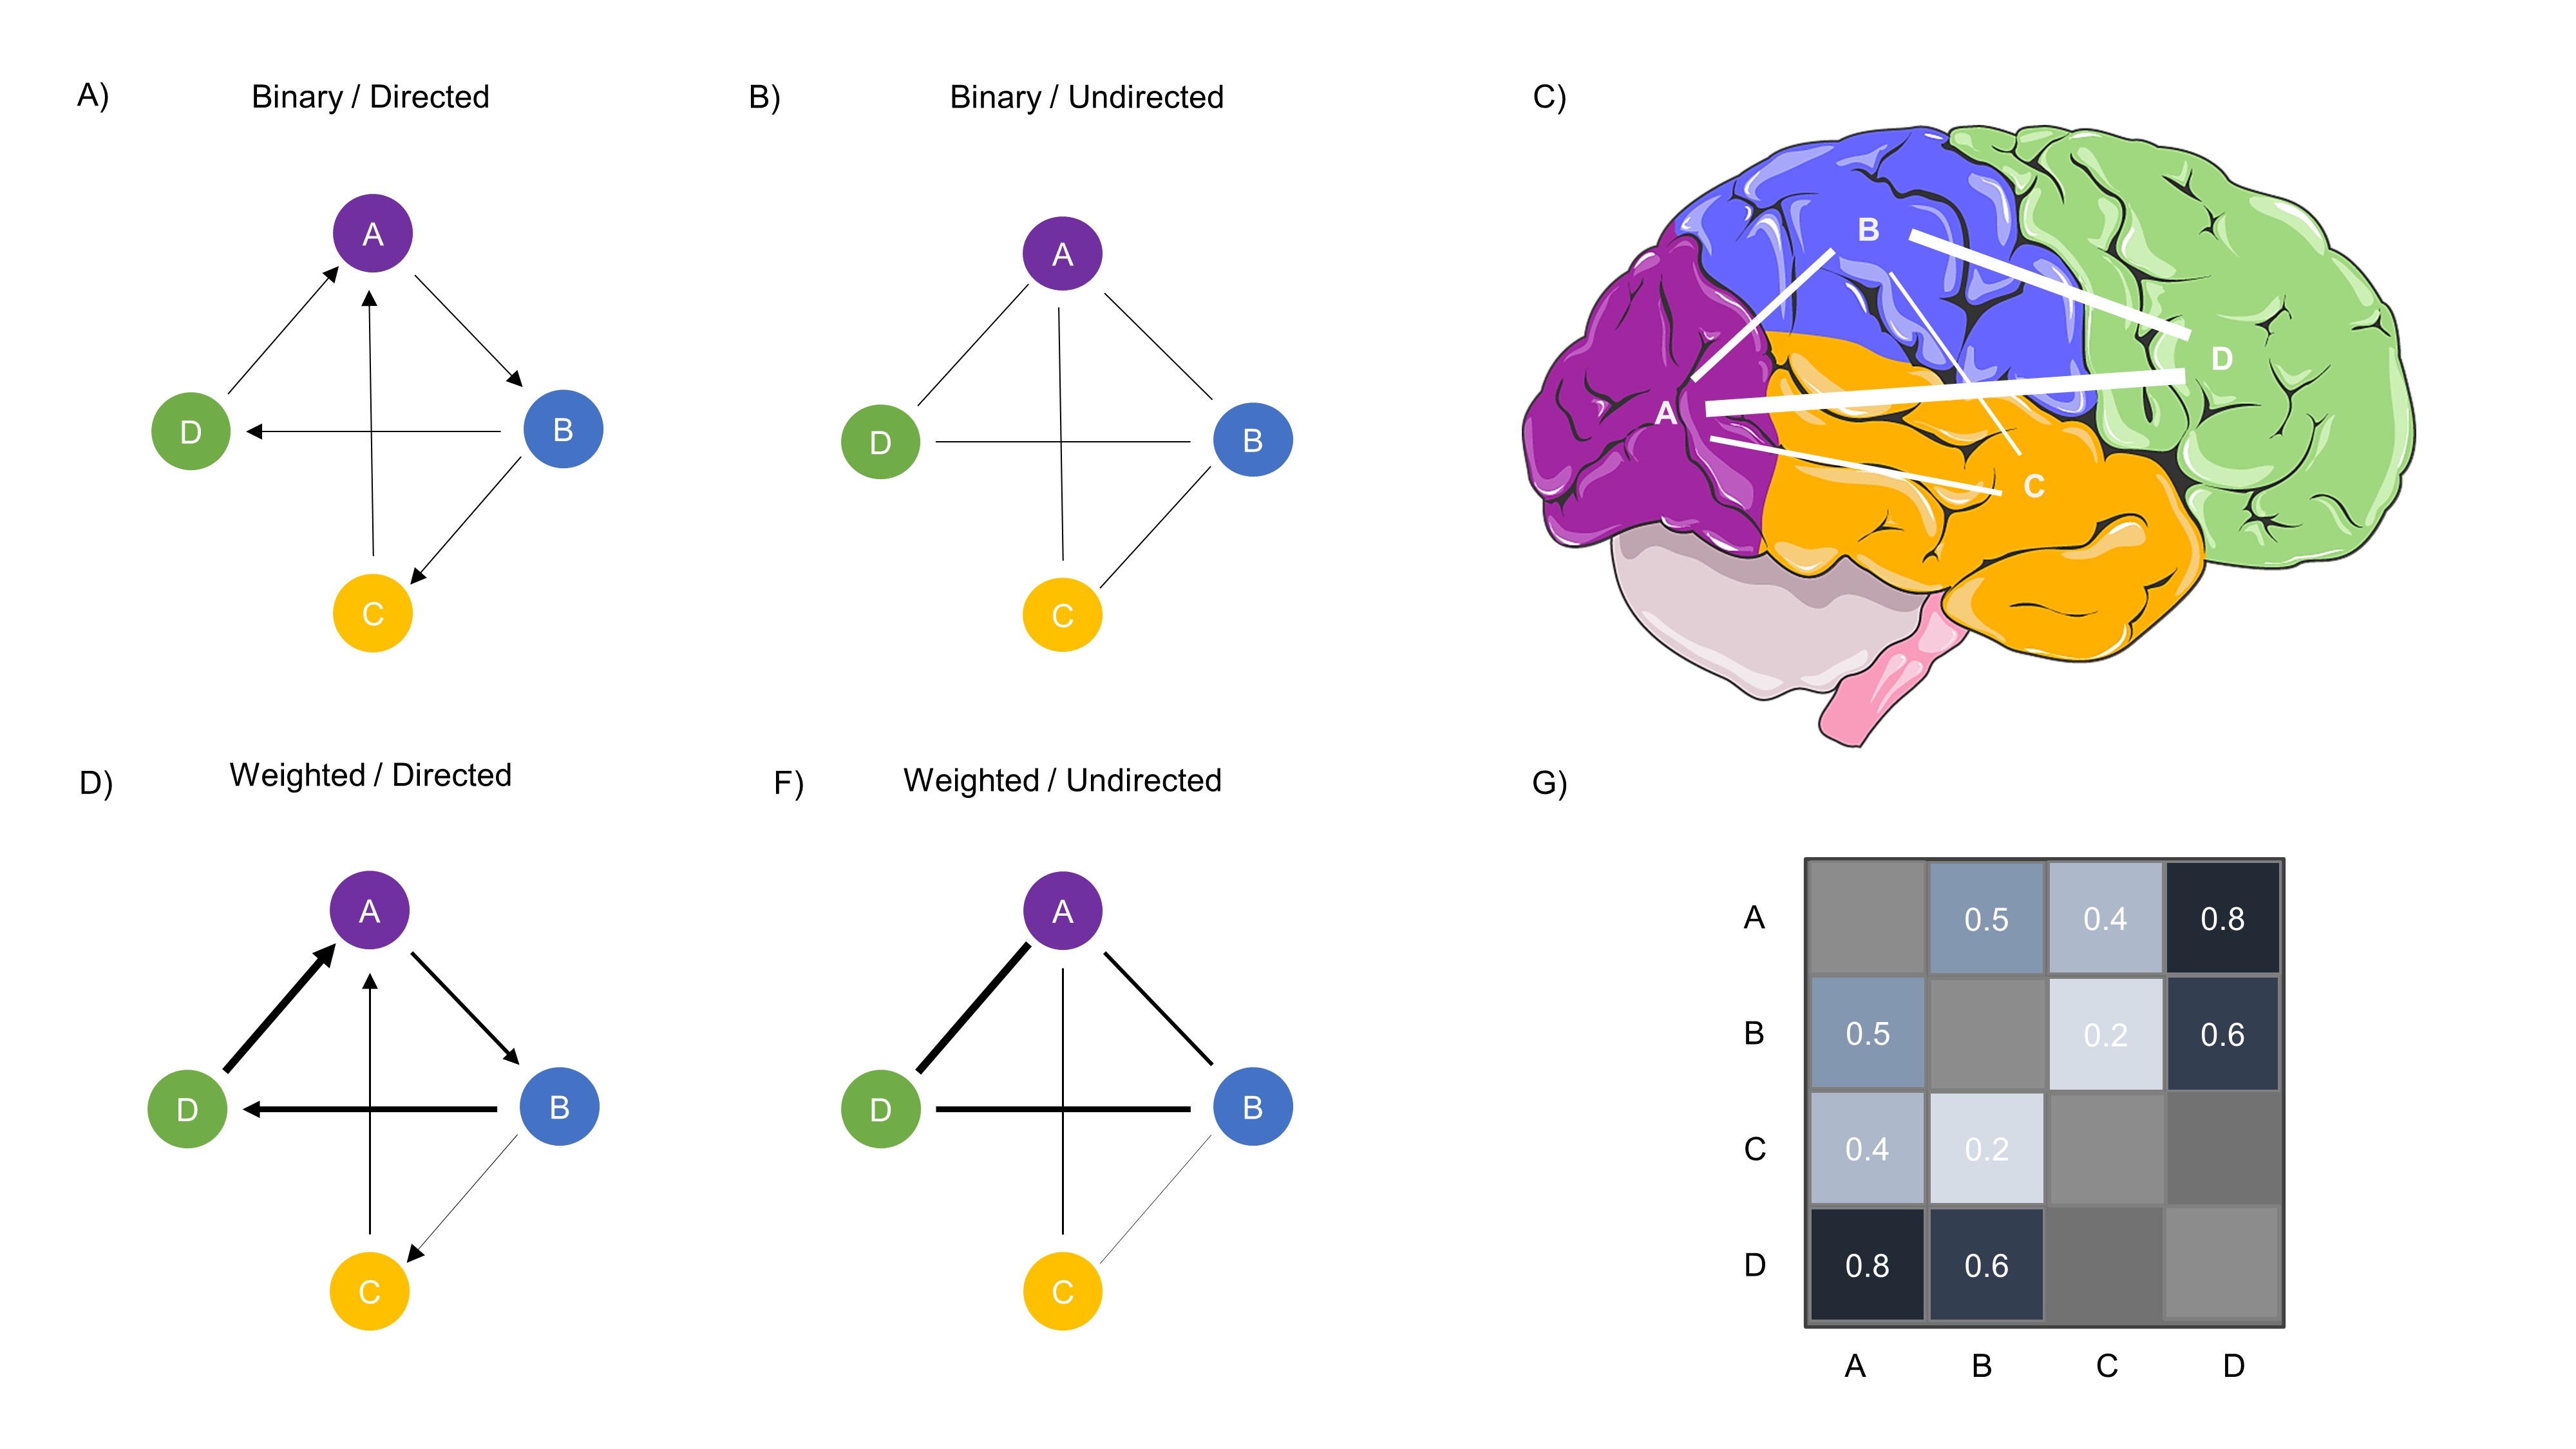 A) Binary / Directed
A
D
B
C
B) Binary / Undirected
A
D
B
C
C)
B
D
A
C
D) Weighted / Directed
A
D
B
C
F) Weighted / Undirected
A
D
B
C
G)
A 0.5 0.4 0.8
B 0.5 0.2 0.6
C 0.4 0.2
D 0.8 0.6
A B C D